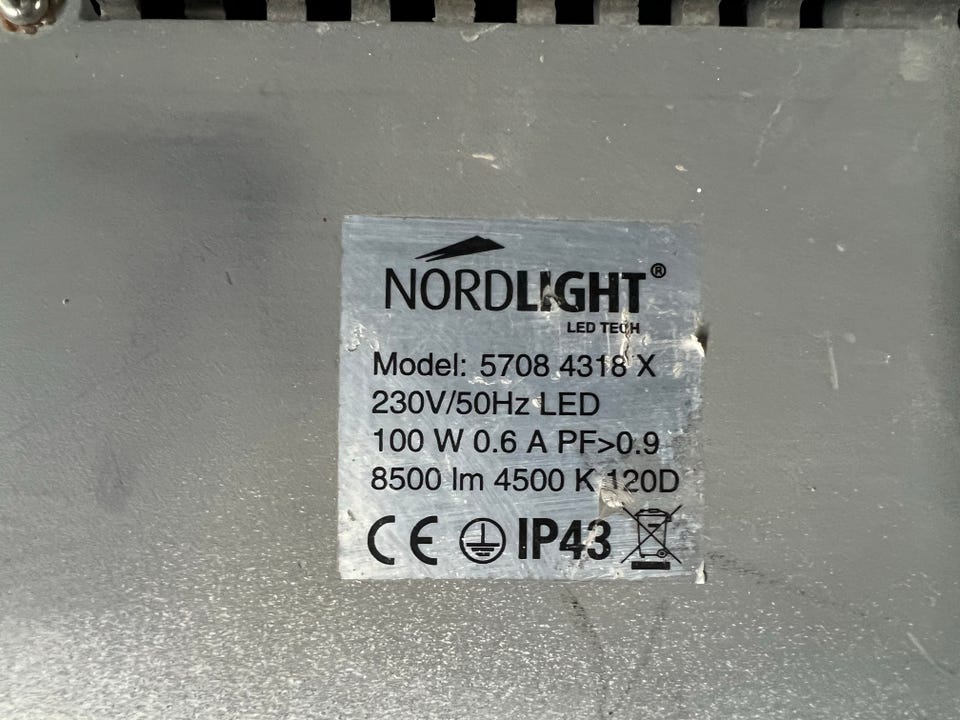 NORDLIGHT®
LED TECH
Model: 5708 4318 X
230V/50Hz LED
100 W 0.6 A PF>0.9
8500 lm 4500 K 120D
CE IP43